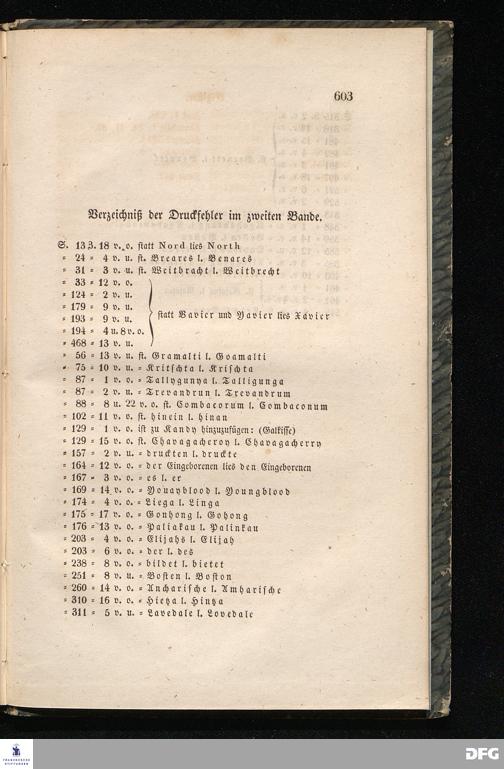 603
Verzeichniß der Druckfehler im zweiten Bande.
S. 13 Z. 18 v. o. statt Nord lies North
= 24 = 4 v. u. st. Breares l. Benares
= 31 = 3 v. u. st. Weitbracht l. Weitbrecht
= 33 = 12 v. o.
= 124 = 2 v. u.
= 179 = 9 v. u.
= 193 = 9 v. u.
= 194 = 4 u. 8 v. o.
= 468 = 13 v. u.
statt Bavier und Yavier lies Xavier
= 56 = 13 v. u. st. Gramalti l. Goamalti
= 75 = 10 v. u. = Kritschta l. Krischta
= 87 = 1 v. o. = Tallygunya l. Talligunga
= 87 = 2 v. u. = Trevandrun l. Trevandrum
= 88 = 8 u. 22 v. o. st. Combacorum l. Combaconum
= 102 = 11 v. o. st. hinein l. hinan
= 129 = 1 v. o. ist zu Kandy hinzuzufügen: (Galkisse)
= 129 = 15 v. o. st. Chavagacheroy l. Chavagacherry
= 157 = 2 v. u. = druckten l. druckte
= 164 = 12 v. o. = der Eingeborenen lies den Eingeborenen
= 167 = 3 v. o. = es l. er
= 169 = 14 v. o. = Youayblood l. Youngblood
= 174 = 4 v. o. = Liega l. Linga
= 175 = 17 v. o. = Gonhong l. Gohong
= 176 = 13 v. o. = Paliakau l. Palinkau
= 203 = 4 v. o. = Elijahs l. Elijah
= 203 = 6 v. o. = der l. des
= 238 = 8 v. o. = bildet l. bietet
= 251 = 8 v. u. = Bosten l. Boston
= 260 = 14 v. o. = Ancharische l. Amharische
= 310 = 16 v. o. = Hieza l. Hinza
= 311 = 5 v. u. = Lavedale l. Lovedale
FRANCKESCHE
STIFTUNGEN
DFG